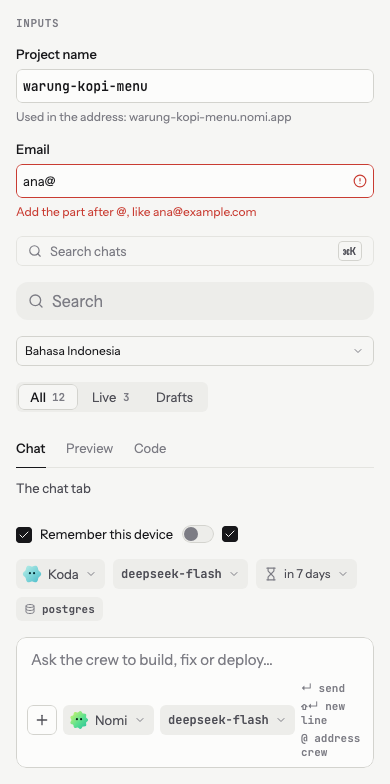 INPUTS
Project name
warung-kopi-menu
Used in the address: warung-kopi-menu.nomi.app
Email
ana@
Add the part after @, like ana@example.com
Search chats ⌘K
Search
Bahasa Indonesia
All 12 Live 3 Drafts
Chat Preview Code
The chat tab
Remember this device
Koda deepseek-flash in 7 days
postgres
Ask the crew to build, fix or deploy…
Nomi deepseek-flash
↵ send
⇧↵ new
line
@ address
crew